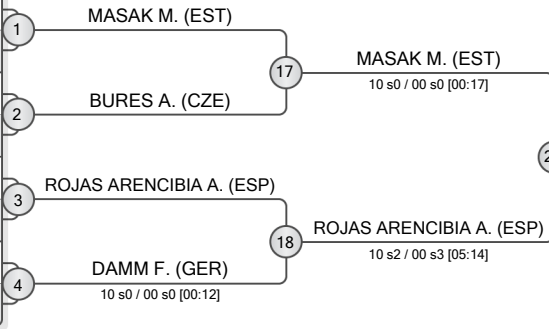 1
MASAK M. (EST)
17
MASAK M. (EST)
10 s0 / 00 s0 [00:17]
2
BURES A. (CZE)
3
ROJAS ARENCIBIA A. (ESP)
18
ROJAS ARENCIBIA A. (ESP)
10 s2 / 00 s3 [05:14]
4
DAMM F. (GER)
10 s0 / 00 s0 [00:12]